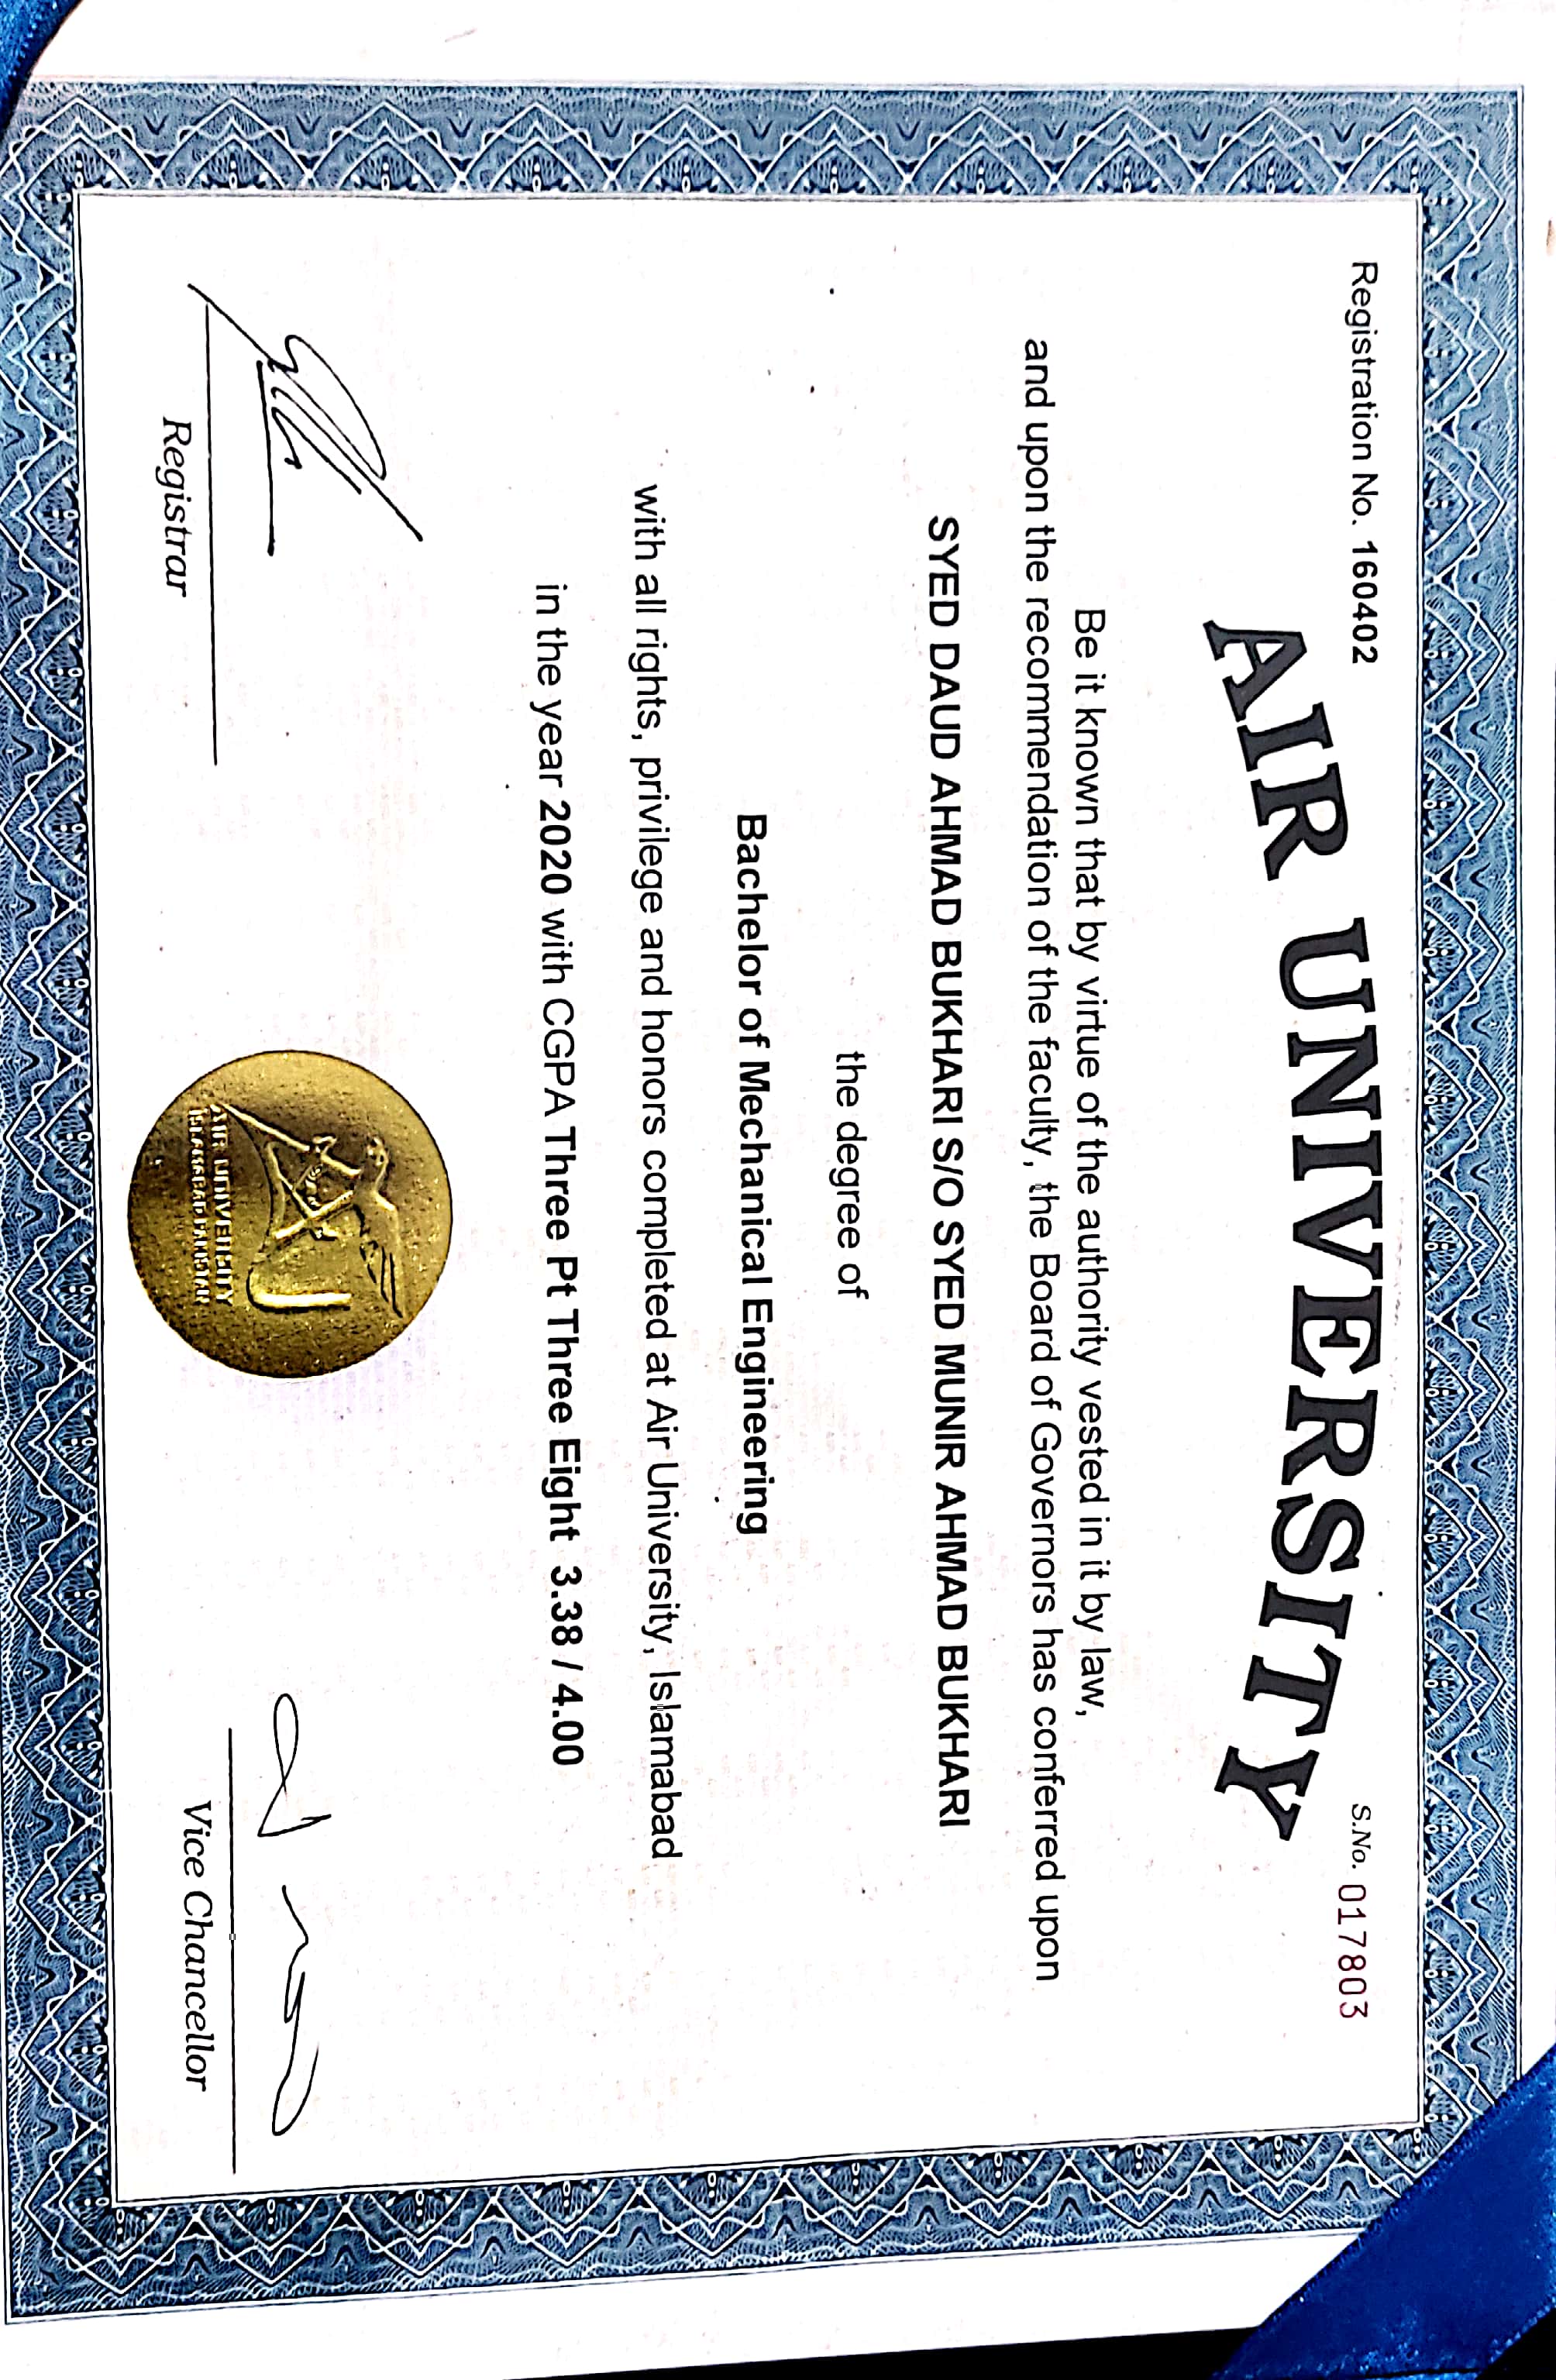 Registration No. 160402
S.No. 017803
AIR UNIVERSITY
Be it known that by virtue of the authority vested in it by law,
and upon the recommendation of the faculty, the Board of Governors has conferred upon
SYED DAUD AHMAD BUKHARI S/O SYED MUNIR AHMAD BUKHARI
the degree of
Bachelor of Mechanical Engineering
with all rights, privilege and honors completed at Air University, Islamabad
in the year 2020 with CGPA Three Pt Three Eight 3.38 / 4.00
AU
AIR UNIVERSITY
ISLAMABAD PAKISTAN
Registrar
Vice Chancellor